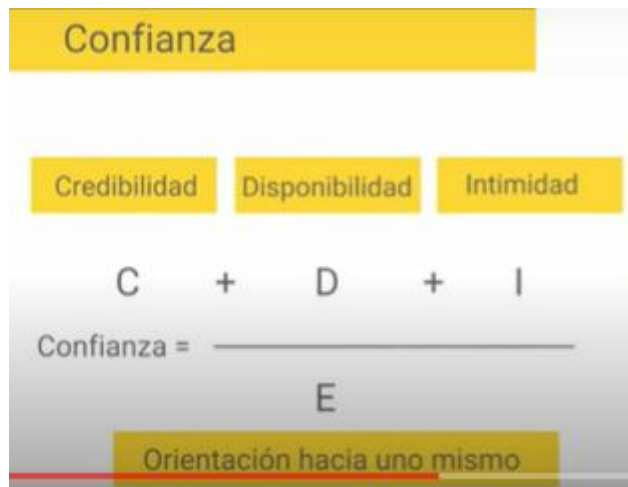 Confianza
Credibilidad Disponibilidad Intimidad
C + D + I
Confianza =
E
Orientación hacia uno mismo